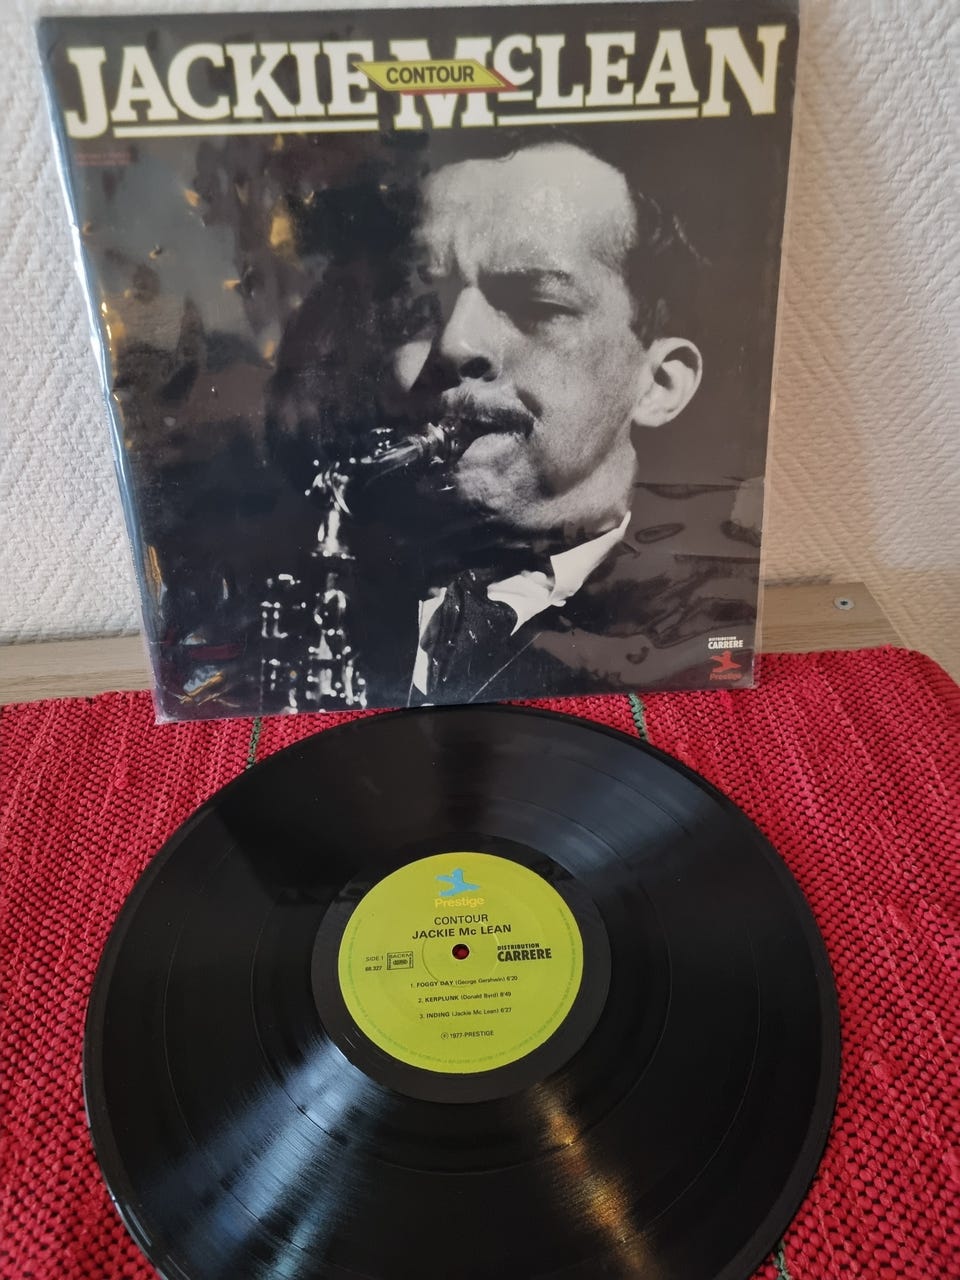 JACKIE McLEAN
CONTOUR
DISTRIBUTION
CARRERE
Prestige
Prestige
CONTOUR
JACKIE Mc LEAN
SIDE 1
68.327
SACEM
DISTRIBUTION
CARRERE
1. FOGGY DAY (George Gershwin) 6'20
2. KERPLUNK (Donald Byrd) 8'49
3. INDING (Jackie Mc Lean) 6'27
℗ 1977-PRESTIGE